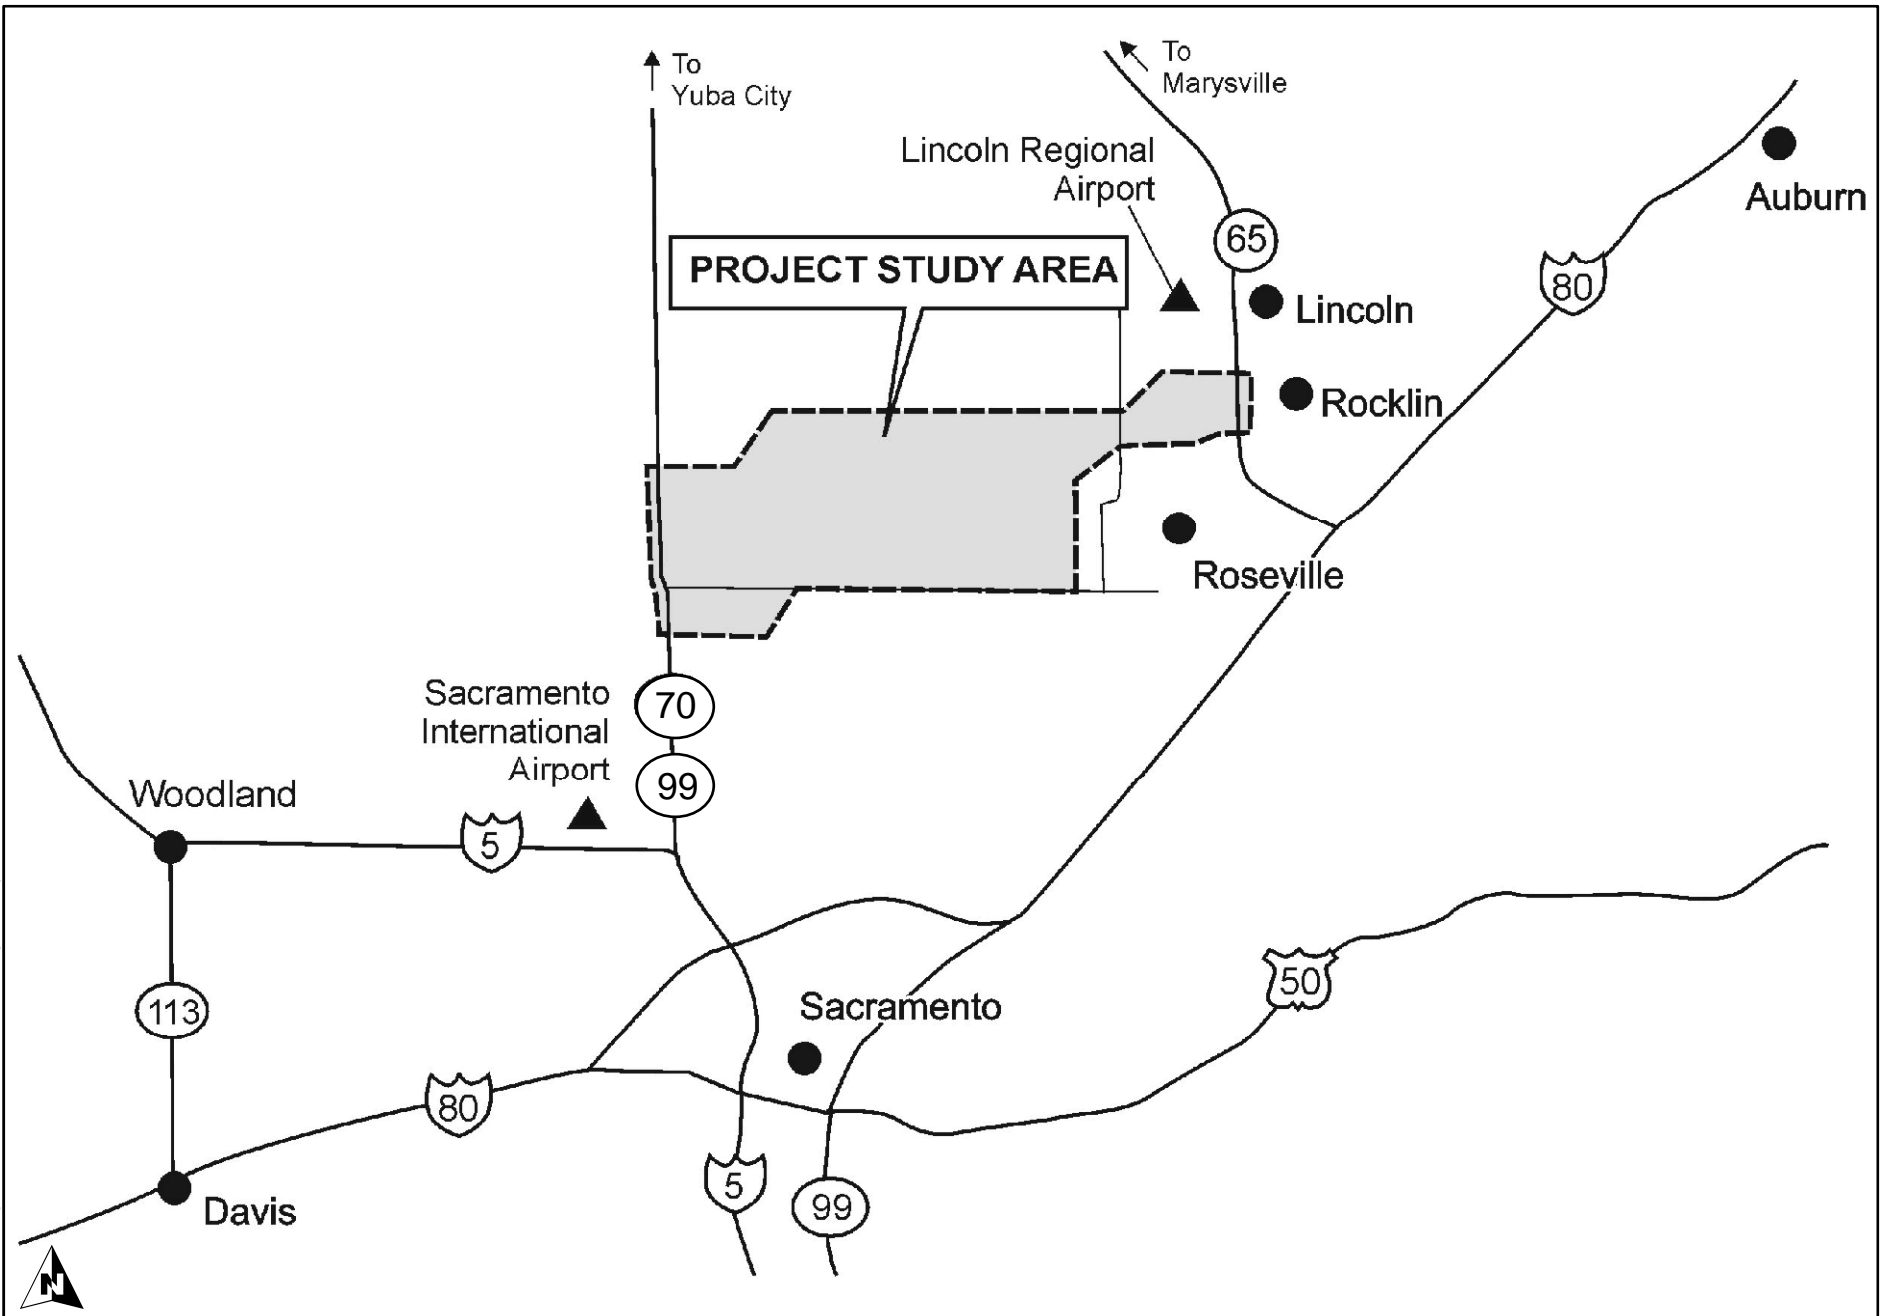 To
Yuba City
To
Marysville
Lincoln Regional
Airport
Auburn
65
PROJECT STUDY AREA
80
Lincoln
Rocklin
Roseville
Sacramento
International
Airport
70
99
Woodland
5
50
113
Sacramento
80
5
99
Davis
N